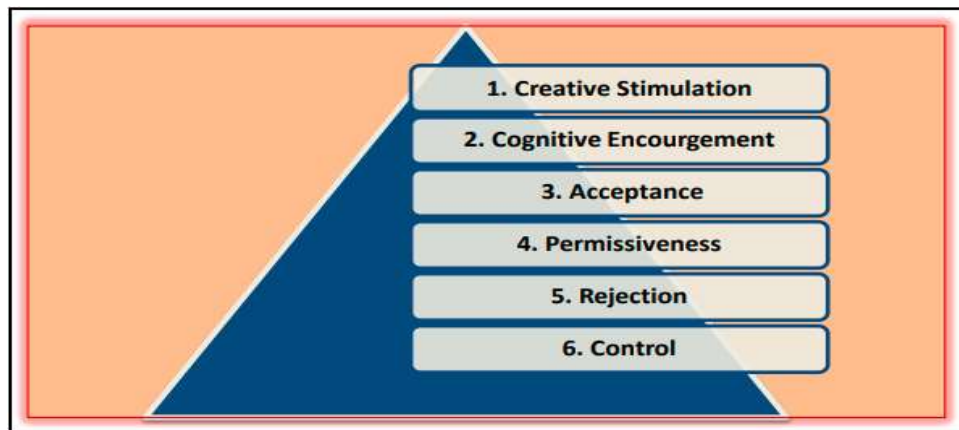 1. Creative Stimulation
2. Cognitive Encourgement
3. Acceptance
4. Permissiveness
5. Rejection
6. Control